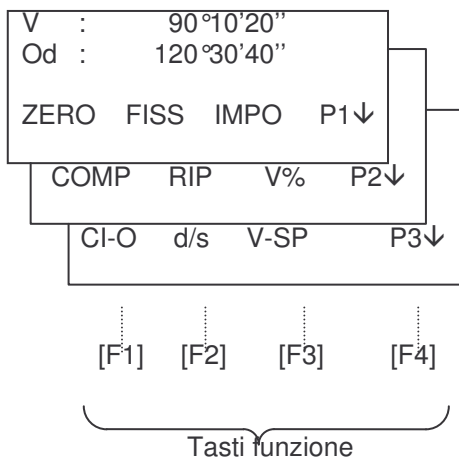 V : 90°10'20''
Od : 120°30'40''
ZERO FISS IMPO P1↓
COMP RIP V% P2↓
CI-O d/s V-SP P3↓
[F1] [F2] [F3] [F4]
Tasti funzione